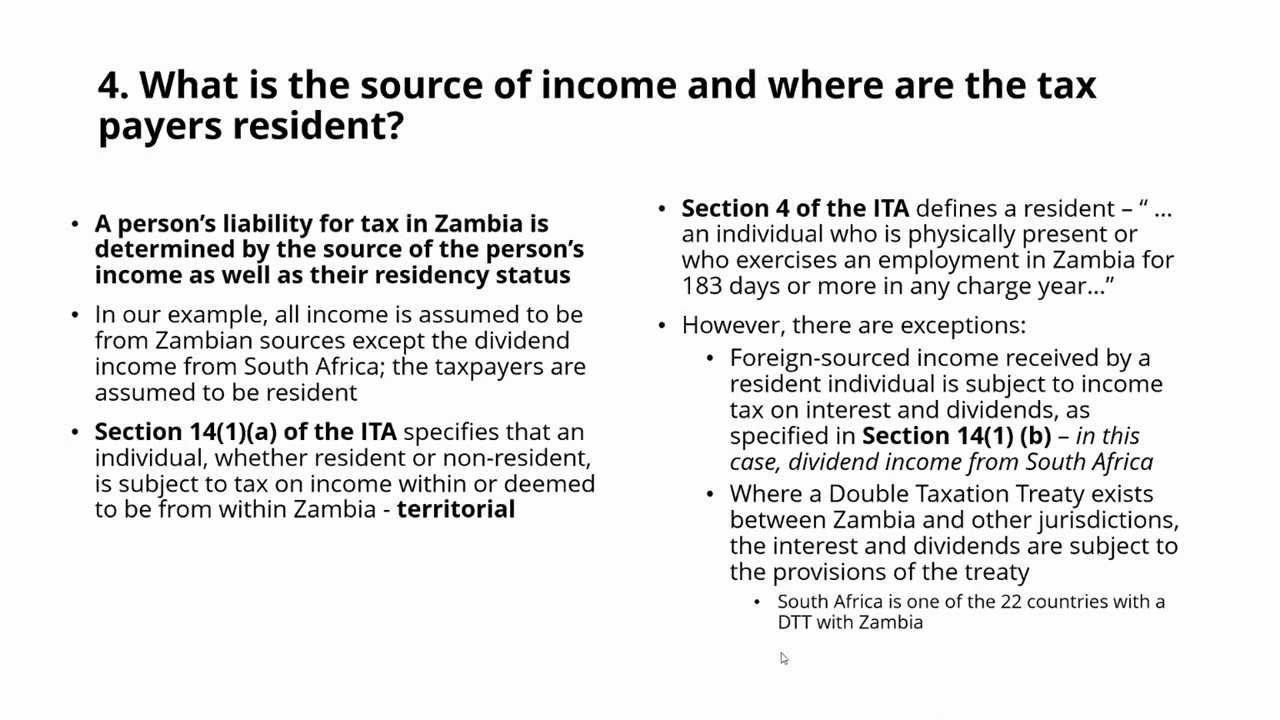 4. What is the source of income and where are the tax
payers resident?
• A person’s liability for tax in Zambia is
determined by the source of the person’s
income as well as their residency status
• In our example, all income is assumed to be
from Zambian sources except the dividend
income from South Africa; the taxpayers are
assumed to be resident
• Section 14(1)(a) of the ITA specifies that an
individual, whether resident or non-resident,
is subject to tax on income within or deemed
to be from within Zambia - territorial
• Section 4 of the ITA defines a resident – “ …
an individual who is physically present or
who exercises an employment in Zambia for
183 days or more in any charge year…”
• However, there are exceptions:
• Foreign-sourced income received by a
resident individual is subject to income
tax on interest and dividends, as
specified in Section 14(1) (b) – in this
case, dividend income from South Africa
• Where a Double Taxation Treaty exists
between Zambia and other jurisdictions,
the interest and dividends are subject to
the provisions of the treaty
• South Africa is one of the 22 countries with a
DTT with Zambia